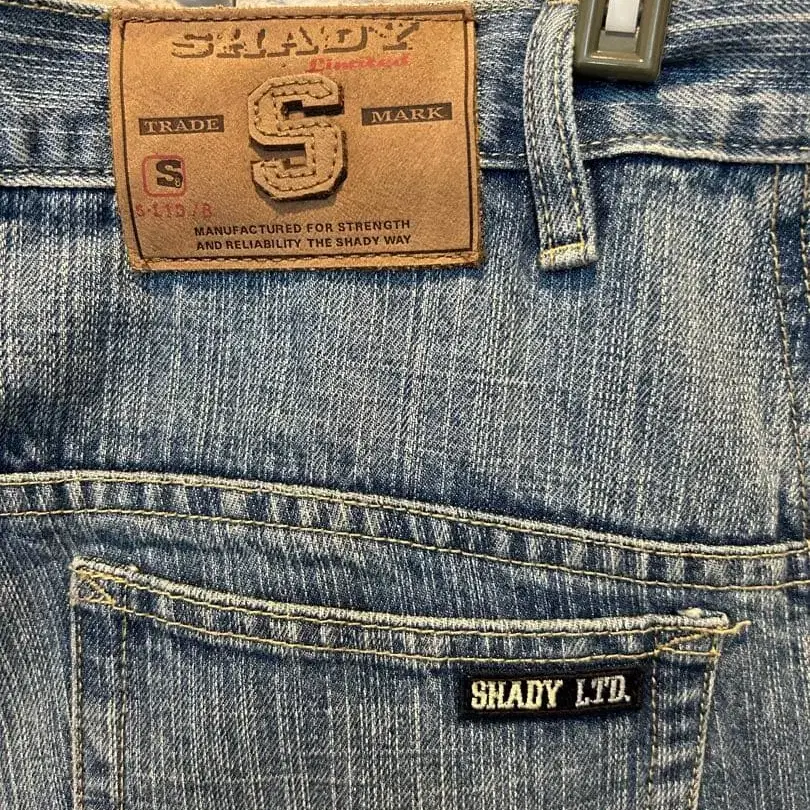 SHADY
Limited
S
TRADE MARK
S
S·LTD/B
MANUFACTURED FOR STRENGTH
AND RELIABILITY THE SHADY WAY
SHADY LTD.